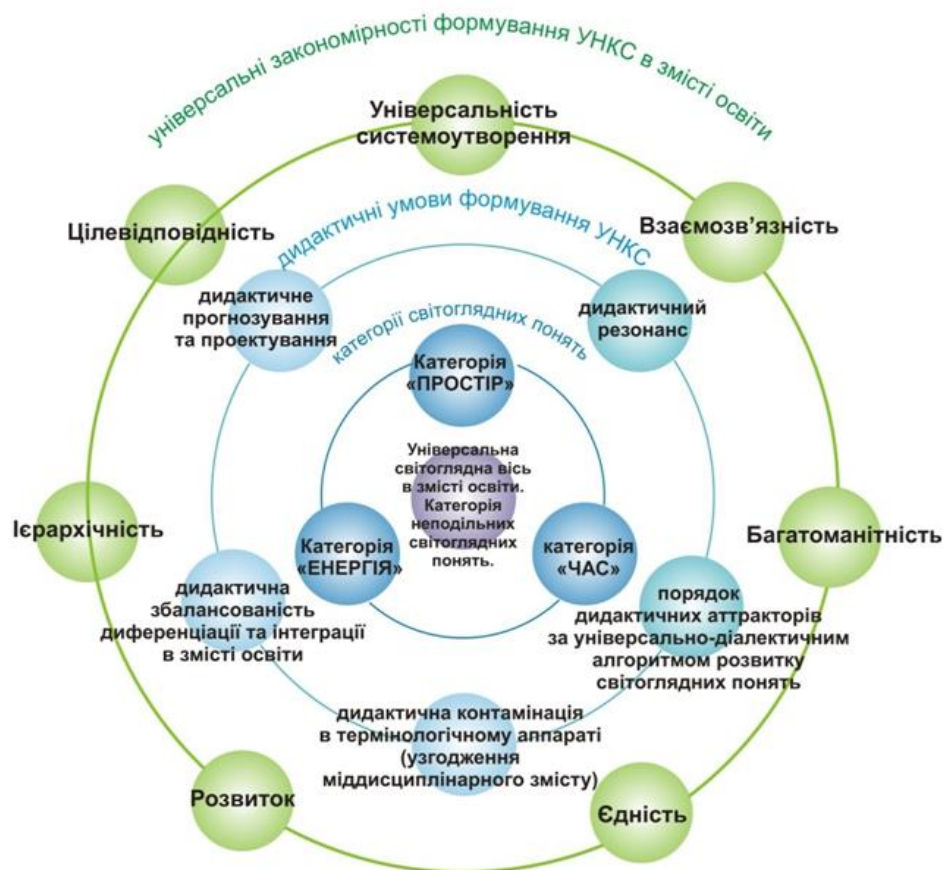 універсальні закономірності формування УНКС в змісті освіти
Універсальність
системоутворення
Цілевідповідність
Взаємозв’язність
дидактичні умови формування УНКС
дидактичне
прогнозування
та проектування
дидактичний
резонанс
категорії світоглядних понять
Категорія
«ПРОСТІР»
Універсальна
світоглядна вісь
в змісті освіти.
Категорія
неподільних
світоглядних
понять.
Ієрархічність
Категорія
«ЕНЕРГІЯ»
категорія
«ЧАС»
Багатоманітність
дидактична
збалансованість
диференціації та інтеграції
в змісті освіти
порядок
дидактичних аттракторів
за універсально-діалектичним
алгоритмом розвитку
світоглядних понять
дидактична контамінація
в термінологічному аппараті
(узгодження
міддисциплінарного змісту)
Розвиток
Єдність